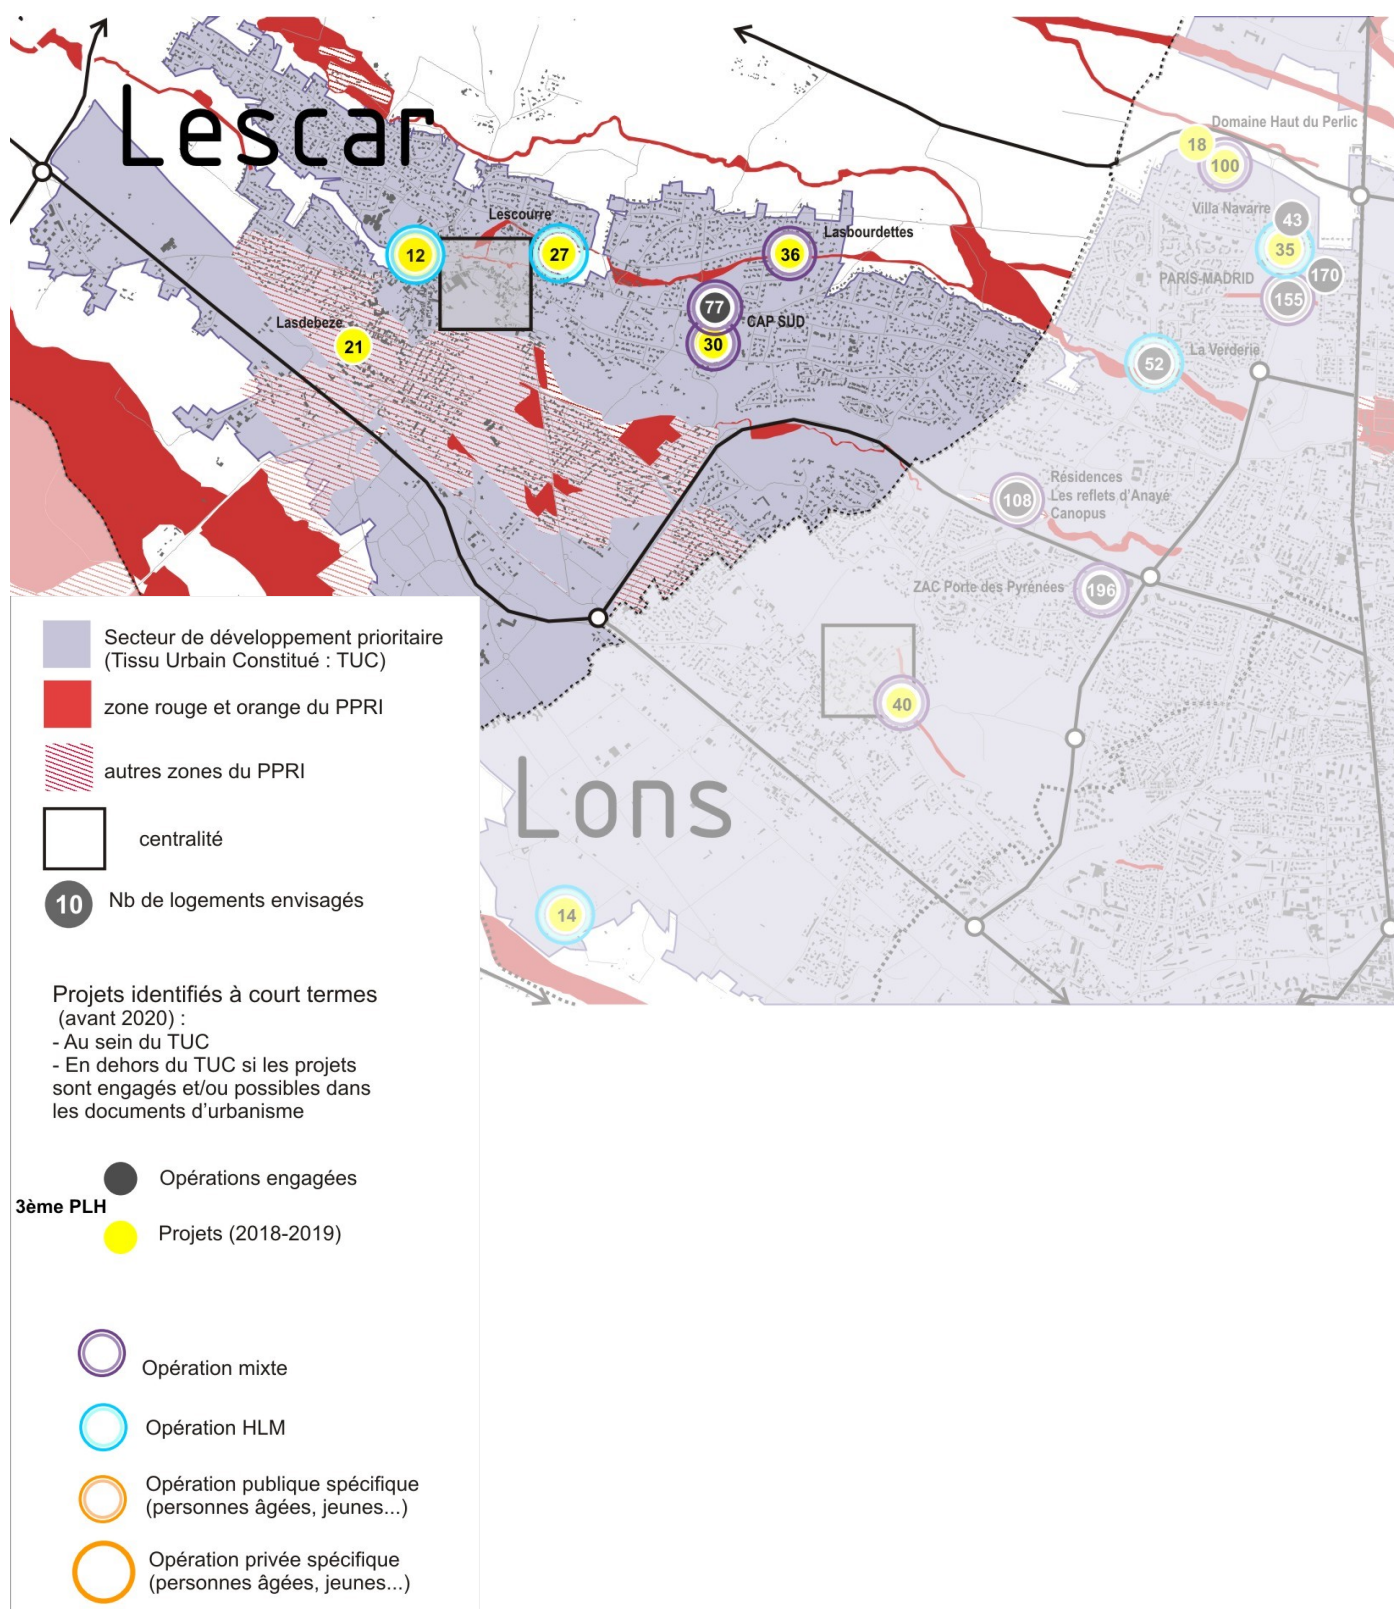 Lescar
Domaine Haut du Perlic
18
100
Villa Navarre
43
35
PARIS-MADRID
170
155
Lescourre
12
27
Lasbourdettes
36
77
CAP SUD
30
Lasdebeze
21
La Verderie
52
Résidences
Les reflets d'Anayé
Canopus
108
ZAC Porte des Pyrénées
196
40
Lons
14
Secteur de développement prioritaire
(Tissu Urbain Constitué : TUC)
zone rouge et orange du PPRI
autres zones du PPRI
centralité
10
Nb de logements envisagés
Projets identifiés à court termes
(avant 2020) :
- Au sein du TUC
- En dehors du TUC si les projets
sont engagés et/ou possibles dans
les documents d'urbanisme
Opérations engagées
3ème PLH
Projets (2018-2019)
Opération mixte
Opération HLM
Opération publique spécifique
(personnes âgées, jeunes...)
Opération privée spécifique
(personnes âgées, jeunes...)